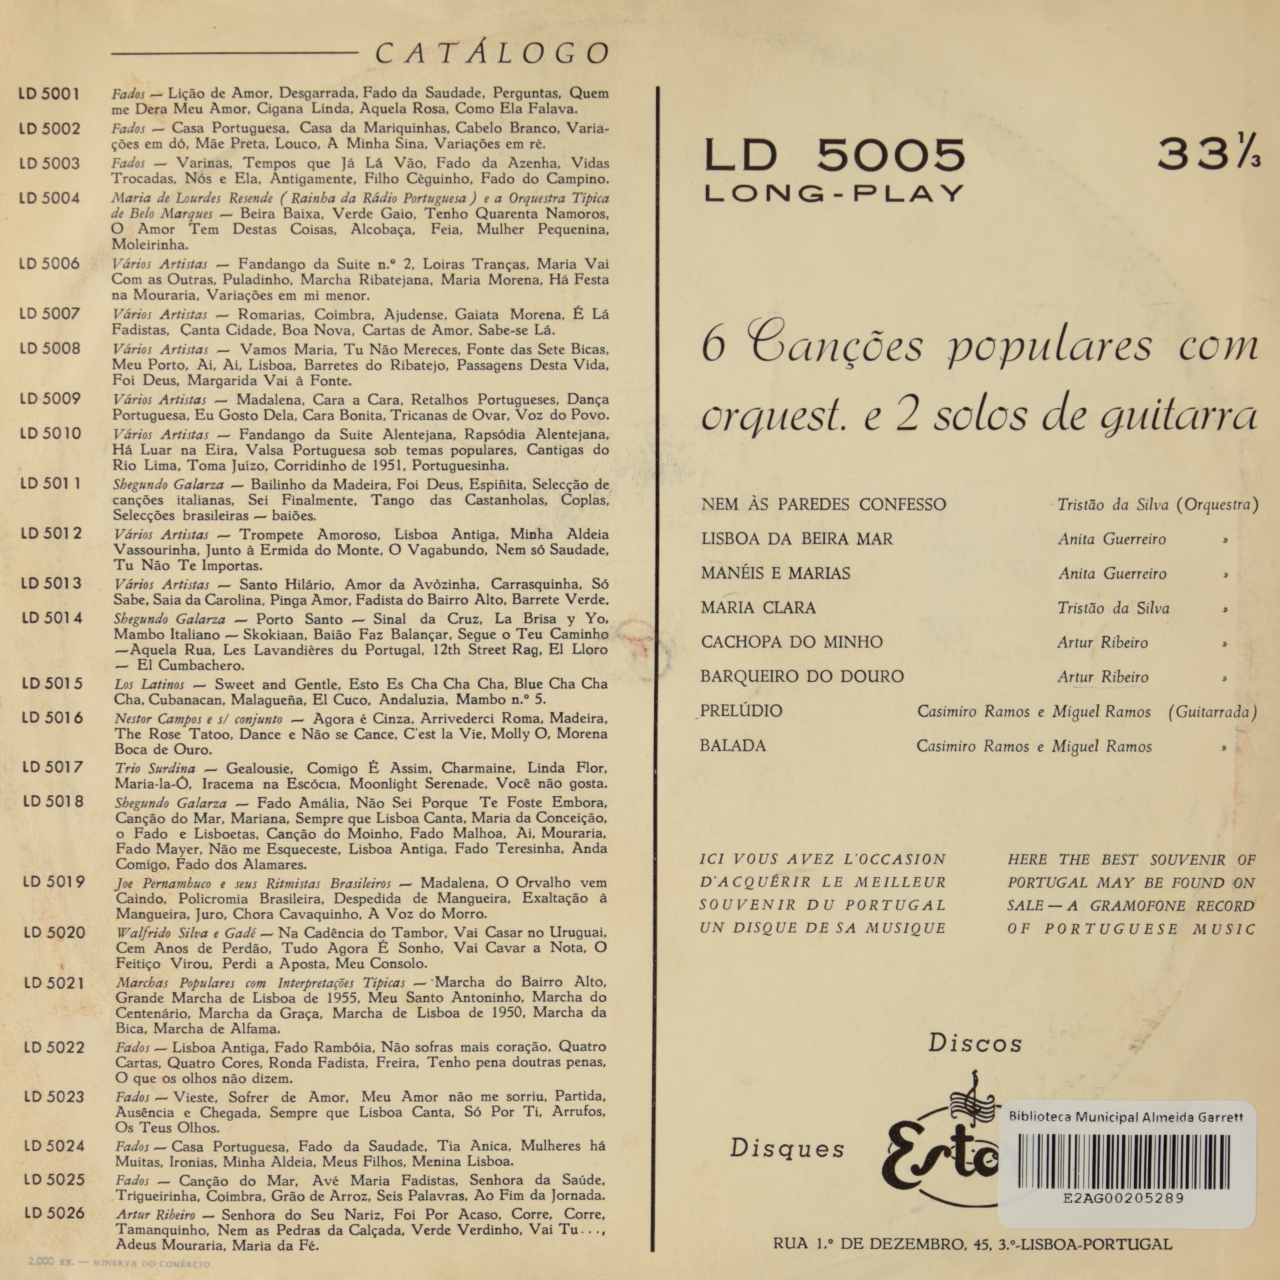 CATÁLOGO
LD 5001 Fados — Lição de Amor, Desgarrada, Fado da Saudade, Perguntas, Quem
me Dera Meu Amor, Cigana Linda, Aquela Rosa, Como Ela Falava.
LD 5002 Fados — Casa Portuguesa, Casa da Mariquinhas, Cabelo Branco, Varia-
ções em dó, Mãe Preta, Louco, A Minha Sina, Variações em ré.
LD 5003 Fados — Varinas, Tempos que Já Lá Vão, Fado da Azenha, Vidas
Trocadas, Nós e Ela, Antigamente, Filho Cèguinho, Fado do Campino.
LD 5004 Maria de Lourdes Resende (Rainha da Rádio Portuguesa) e a Orquestra Típica
de Belo Marques — Beira Baixa, Verde Gaio, Tenho Quarenta Namoros,
O Amor Tem Destas Coisas, Alcobaça, Feia, Mulher Pequenina,
Moleirinha.
LD 5006 Vários Artistas — Fandango da Suite n.º 2, Loiras Tranças, Maria Vai
Com as Outras, Puladinho, Marcha Ribatejana, Maria Morena, Há Festa
na Mouraria, Variações em mi menor.
LD 5007 Vários Artistas — Romarias, Coimbra, Ajudense, Gaiata Morena, É Lá
Fadistas, Canta Cidade, Boa Nova, Cartas de Amor, Sabe-se Lá.
LD 5008 Vários Artistas — Vamos Maria, Tu Não Mereces, Fonte das Sete Bicas,
Meu Porto, Ai, Ai, Lisboa, Barretes do Ribatejo, Passagens Desta Vida,
Foi Deus, Margarida Vai à Fonte.
LD 5009 Vários Artistas — Madalena, Cara a Cara, Retalhos Portugueses, Dança
Portuguesa, Eu Gosto Dela, Cara Bonita, Tricanas de Ovar, Voz do Povo.
LD 5010 Vários Artistas — Fandango da Suite Alentejana, Rapsódia Alentejana,
Há Luar na Eira, Valsa Portuguesa sob temas populares, Cantigas do
Rio Lima, Toma Juízo, Corridinho de 1951, Portuguesinha.
LD 5011 Shegundo Galarza — Bailinho da Madeira, Foi Deus, Espiñita, Selecção de
canções italianas, Sei Finalmente, Tango das Castanholas, Coplas,
Selecções brasileiras — baiões.
LD 5012 Vários Artistas — Trompete Amoroso, Lisboa Antiga, Minha Aldeia
Vassourinha, Junto à Ermida do Monte, O Vagabundo, Nem só Saudade,
Tu Não Te Importas.
LD 5013 Vários Artistas — Santo Hilário, Amor da Avòzinha, Carrasquinha, Só
Sabe, Saia da Carolina, Pinga Amor, Fadista do Bairro Alto, Barrete Verde.
LD 5014 Shegundo Galarza — Porto Santo — Sinal da Cruz, La Brisa y Yo,
Mambo Italiano — Skokiaan, Baião Faz Balançar, Segue o Teu Caminho
—Aquela Rua, Les Lavandières du Portugal, 12th Street Rag, El Lloro
— El Cumbachero.
LD 5015 Los Latinos — Sweet and Gentle, Esto Es Cha Cha Cha, Blue Cha Cha
Cha, Cubanacan, Malagueña, El Cuco, Andaluzia, Mambo n.º 5.
LD 5016 Nestor Campos e s/ conjunto — Agora é Cinza, Arrivederci Roma, Madeira,
The Rose Tatoo, Dance e Não se Cance, C'est la Vie, Molly O, Morena
Boca de Ouro.
LD 5017 Trio Surdina — Gealousie, Comigo É Assim, Charmaine, Linda Flor,
Maria-la-Ó, Iracema na Escócia, Moonlight Serenade, Você não gosta.
LD 5018 Shegundo Galarza — Fado Amália, Não Sei Porque Te Foste Embora,
Canção do Mar, Mariana, Sempre que Lisboa Canta, Maria da Conceição,
o Fado e Lisboetas, Canção do Moinho, Fado Malhoa, Ai, Mouraria,
Fado Mayer, Não me Esqueceste, Lisboa Antiga, Fado Teresinha, Anda
Comigo, Fado dos Alamares.
LD 5019 Joe Pernambuco e seus Ritmistas Brasileiros — Madalena, O Orvalho vem
Caindo, Policromia Brasileira, Despedida de Mangueira, Exaltação à
Mangueira, Juro, Chora Cavaquinho, A Voz do Morro.
LD 5020 Walfrido Silva e Gadé — Na Cadência do Tambor, Vai Casar no Uruguai,
Cem Anos de Perdão, Tudo Agora É Sonho, Vai Cavar a Nota, O
Feitiço Virou, Perdi a Aposta, Meu Consolo.
LD 5021 Marchas Populares com Interpretações Típicas — Marcha do Bairro Alto,
Grande Marcha de Lisboa de 1955, Meu Santo Antoninho, Marcha do
Centenário, Marcha da Graça, Marcha de Lisboa de 1950, Marcha da
Bica, Marcha de Alfama.
LD 5022 Fados — Lisboa Antiga, Fado Rambóia, Não sofras mais coração, Quatro
Cartas, Quatro Cores, Ronda Fadista, Freira, Tenho pena doutras penas,
O que os olhos não dizem.
LD 5023 Fados — Vieste, Sofrer de Amor, Meu Amor não me sorriu, Partida,
Ausência e Chegada, Sempre que Lisboa Canta, Só Por Ti, Arrufos,
Os Teus Olhos.
LD 5024 Fados — Casa Portuguesa, Fado da Saudade, Tia Anica, Mulheres há
Muitas, Ironias, Minha Aldeia, Meus Filhos, Menina Lisboa.
LD 5025 Fados — Canção do Mar, Avé Maria Fadistas, Senhora da Saúde,
Trigueirinha, Coimbra, Grão de Arroz, Seis Palavras, Ao Fim da Jornada.
LD 5026 Artur Ribeiro — Senhora do Seu Nariz, Foi Por Acaso, Corre, Corre,
Tamanquinho, Nem as Pedras da Calçada, Verde Verdinho, Vai Tu...,
Adeus Mouraria, Maria da Fé.
2.000 EX. — MINERVA DO COMÉRCIO
LD 5005 33⅓
LONG-PLAY
6 Canções populares com
orquest. e 2 solos de guitarra
NEM ÀS PAREDES CONFESSO Tristão da Silva (Orquestra)
LISBOA DA BEIRA MAR Anita Guerreiro »
MANÉIS E MARIAS Anita Guerreiro »
MARIA CLARA Tristão da Silva »
CACHOPA DO MINHO Artur Ribeiro »
BARQUEIRO DO DOURO Artur Ribeiro »
PRELÚDIO Casimiro Ramos e Miguel Ramos (Guitarrada)
BALADA Casimiro Ramos e Miguel Ramos »
ICI VOUS AVEZ L'OCCASION
D'ACQUÉRIR LE MEILLEUR
SOUVENIR DU PORTUGAL
UN DISQUE DE SA MUSIQUE
HERE THE BEST SOUVENIR OF
PORTUGAL MAY BE FOUND ON
SALE — A GRAMOFONE RECORD
OF PORTUGUESE MUSIC
Discos
Disques
Esto
Biblioteca Municipal Almeida Garrett
E2AG00205289
RUA 1.º DE DEZEMBRO, 45, 3.º-LISBOA-PORTUGAL